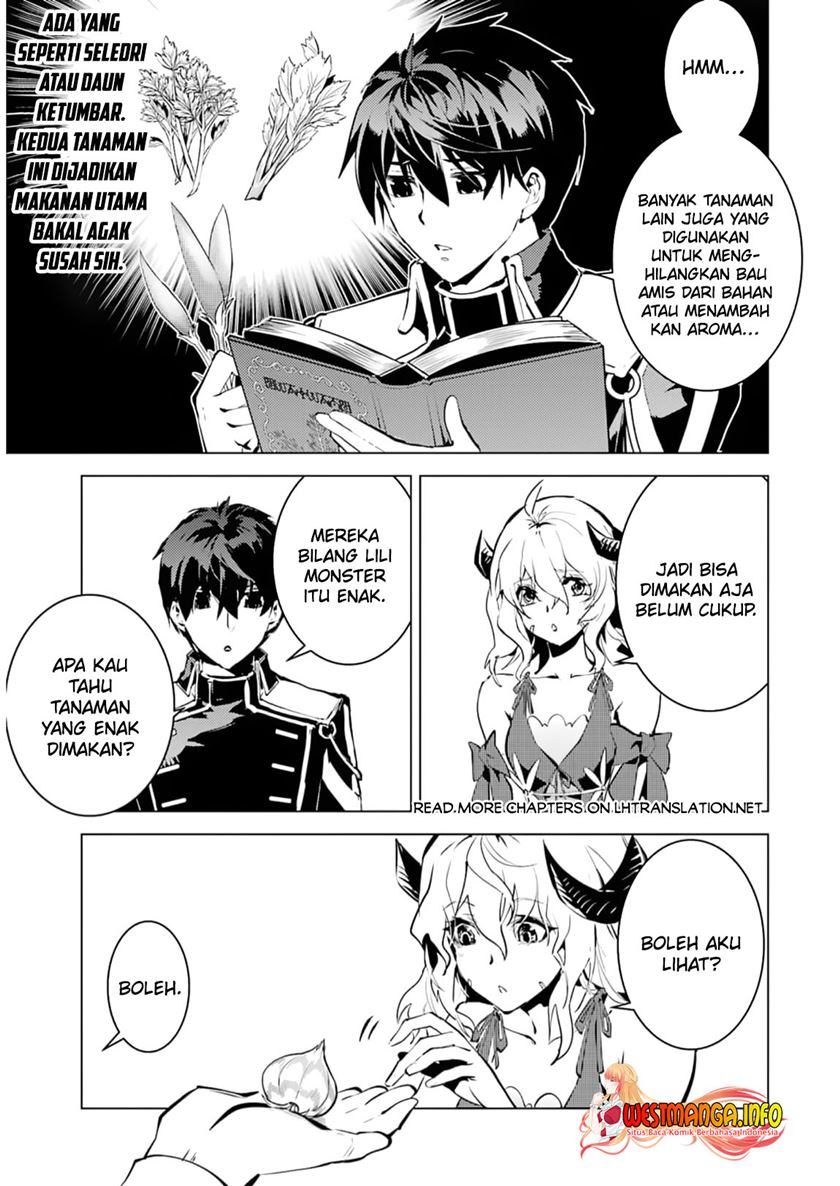 HMM...
BANYAK TANAMAN
LAIN JUGA YANG
DIGUNAKAN
UNTUK MENG-
HILANGKAN BAU
AMIS DARI BAHAN
ATAU MENAMBAH
KAN AROMA...
ADA YANG
SEPERTI SELEDRI
ATAU DAUN
KETUMBAR.
KEDUA TANAMAN
INI DIJADIKAN
MAKANAN UTAMA
BAKAL AGAK
SUSAH SIH.
JADI BISA
DIMAKAN AJA
BELUM CUKUP.
MEREKA
BILANG LILI
MONSTER
ITU ENAK.
APA KAU
TAHU
TANAMAN
YANG ENAK
DIMAKAN?
READ MORE CHAPTERS ON LHTRANSLATION.NET
BOLEH AKU
LIHAT?
BOLEH.
WESTMANGA.INFO
Situs Baca Komik Berbahasa Indonesia